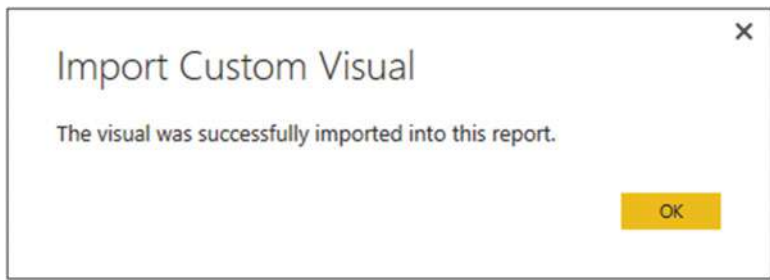 Import Custom Visual
The visual was successfully imported into this report.
OK